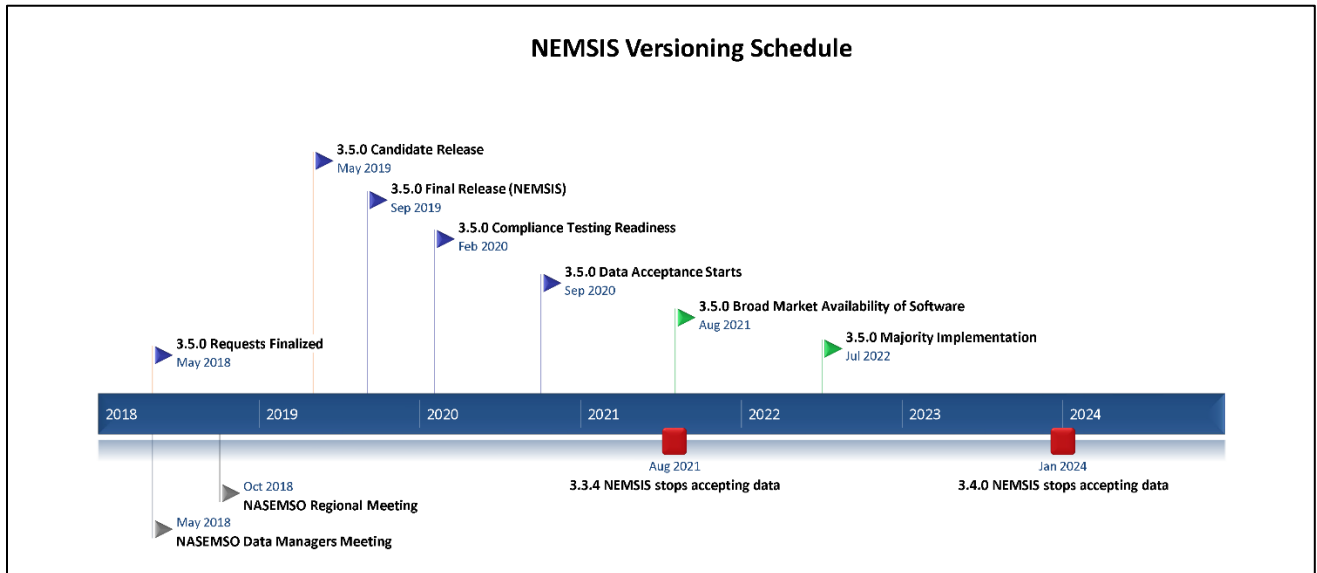 NEMSIS Versioning Schedule
3.5.0 Candidate Release
May 2019
3.5.0 Final Release (NEMSIS)
Sep 2019
3.5.0 Compliance Testing Readiness
Feb 2020
3.5.0 Data Acceptance Starts
Sep 2020
3.5.0 Broad Market Availability of Software
Aug 2021
3.5.0 Requests Finalized
May 2018
3.5.0 Majority Implementation
Jul 2022
2018 2019 2020 2021 2022 2023 2024
Aug 2021
3.3.4 NEMSIS stops accepting data
Jan 2024
3.4.0 NEMSIS stops accepting data
Oct 2018
NASEMSO Regional Meeting
May 2018
NASEMSO Data Managers Meeting